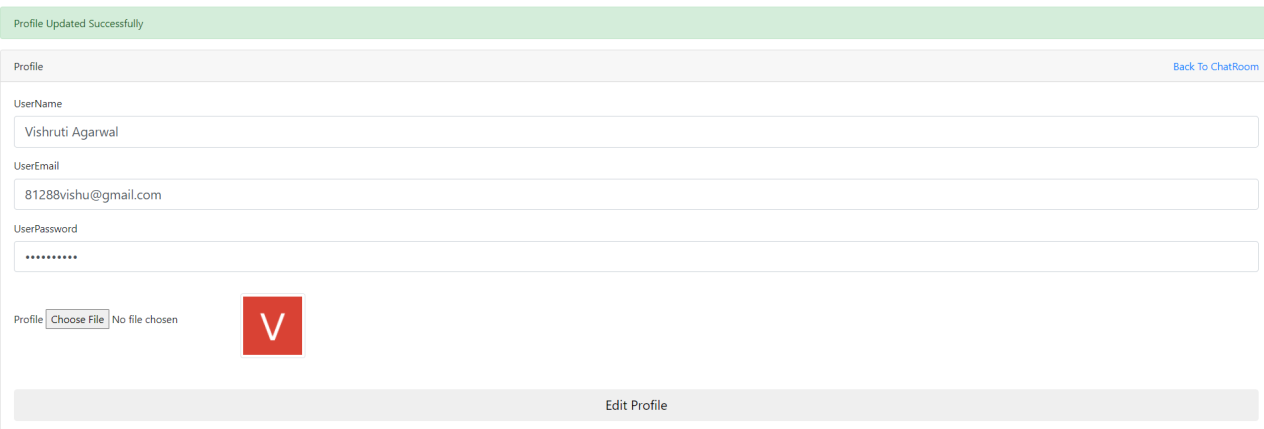 Profile Updated Successfully
Profile Back To ChatRoom
UserName
Vishruti Agarwal
UserEmail
81288vishu@gmail.com
UserPassword
••••••••••
Profile Choose File No file chosen
V
Edit Profile